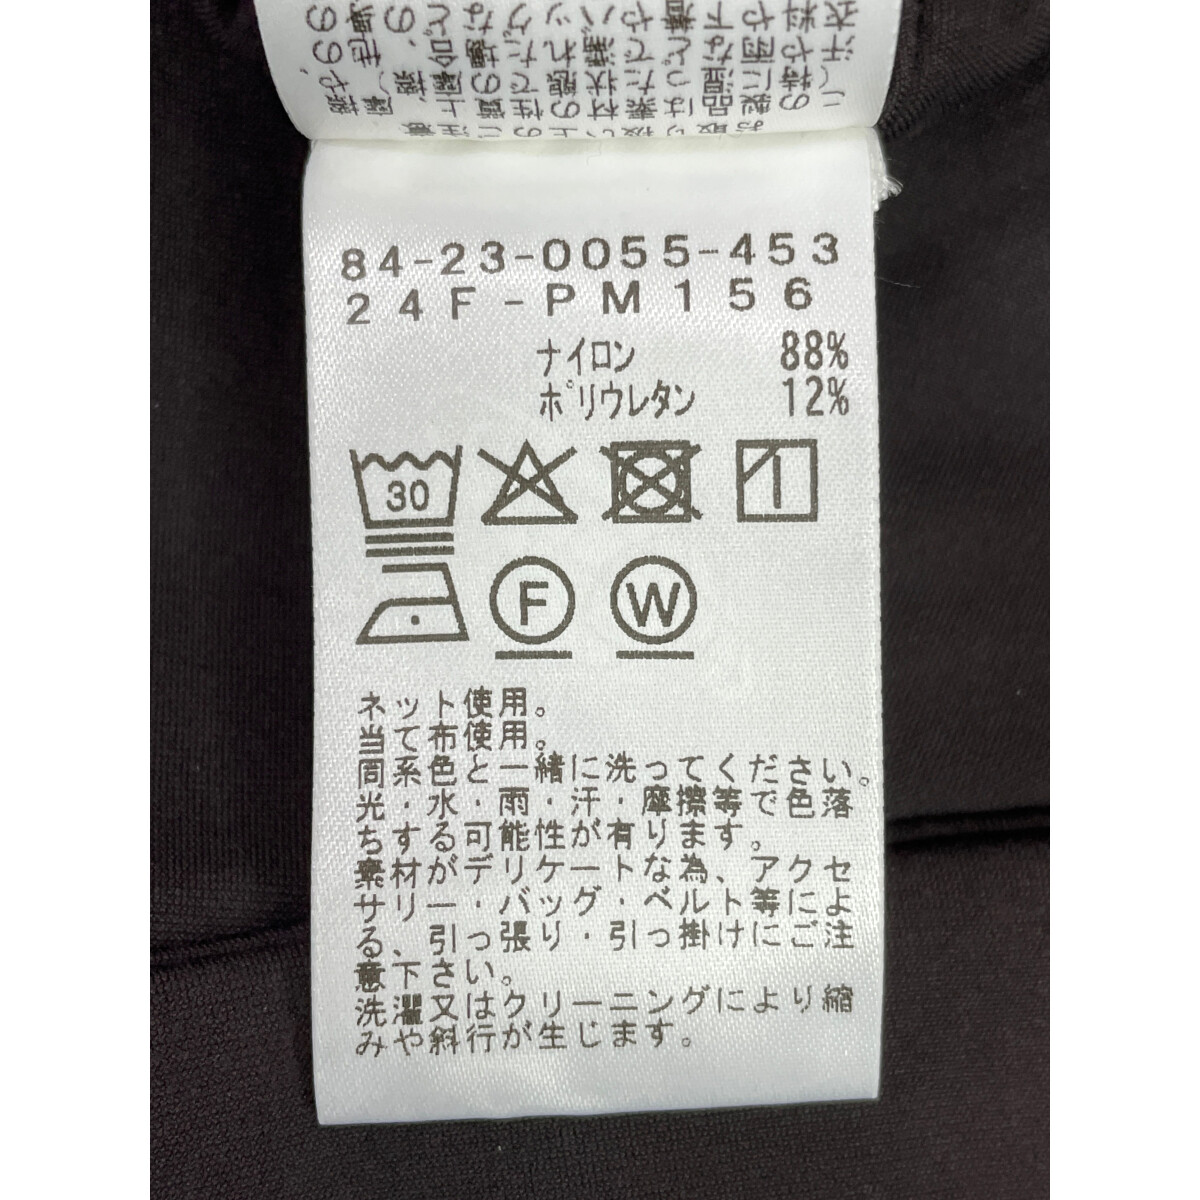 84-23-0055-453
24F-PM156
ナイロン 88%
ポリウレタン 12%
30
F W
ネット使用。
当て布使用。
同系色と一緒に洗ってください。
光・水・雨・汗・摩擦等で色落
ちする可能性が有ります。
素材がデリケートな為、アクセ
サリー・バッグ・ベルト等によ
る、引っ張り・引っ掛けにご注
意下さい。
洗濯又はクリーニングにより縮
みや斜行が生じます。